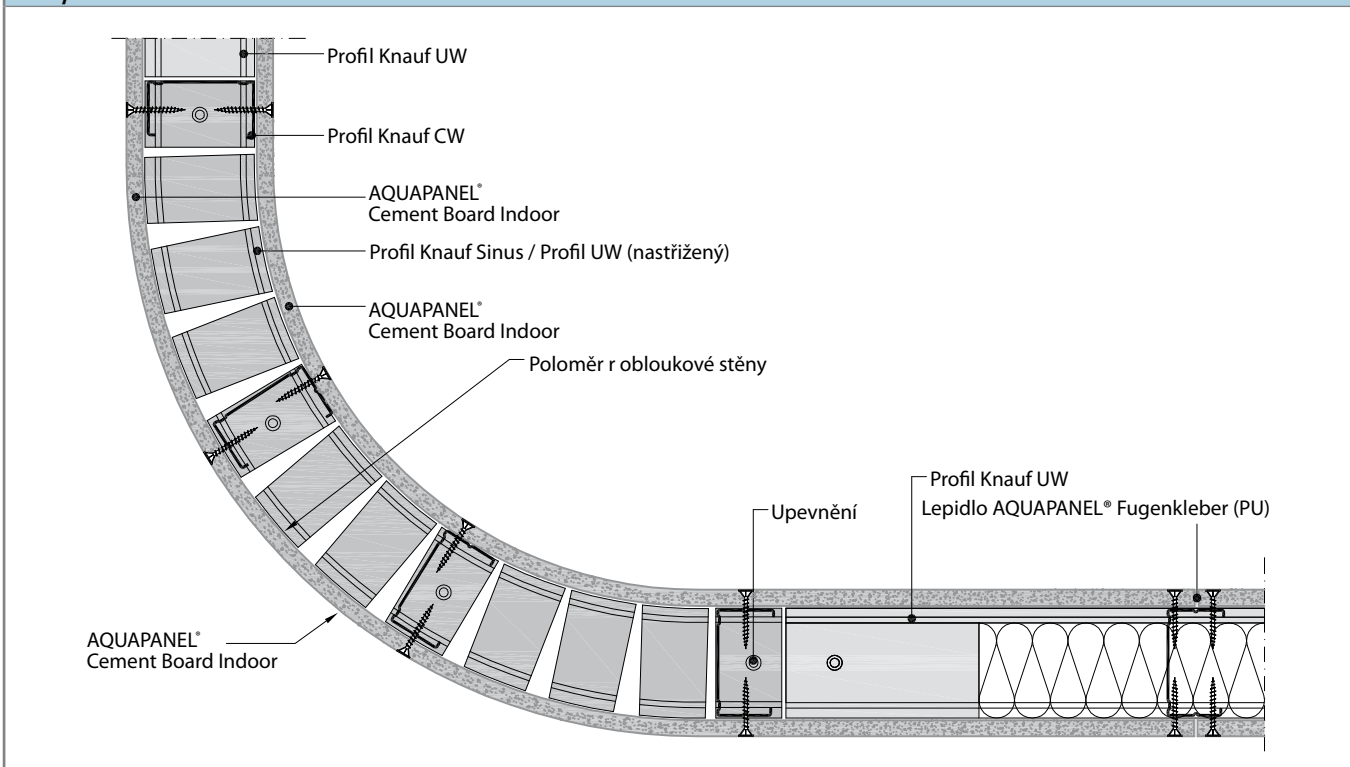 Profil Knauf UW
Profil Knauf CW
AQUAPANEL®
Cement Board Indoor
Profil Knauf Sinus / Profil UW (nastřižený)
AQUAPANEL®
Cement Board Indoor
Poloměr r obloukové stěny
Profil Knauf UW
Lepidlo AQUAPANEL® Fugenkleber (PU)
Upevnění
AQUAPANEL®
Cement Board Indoor